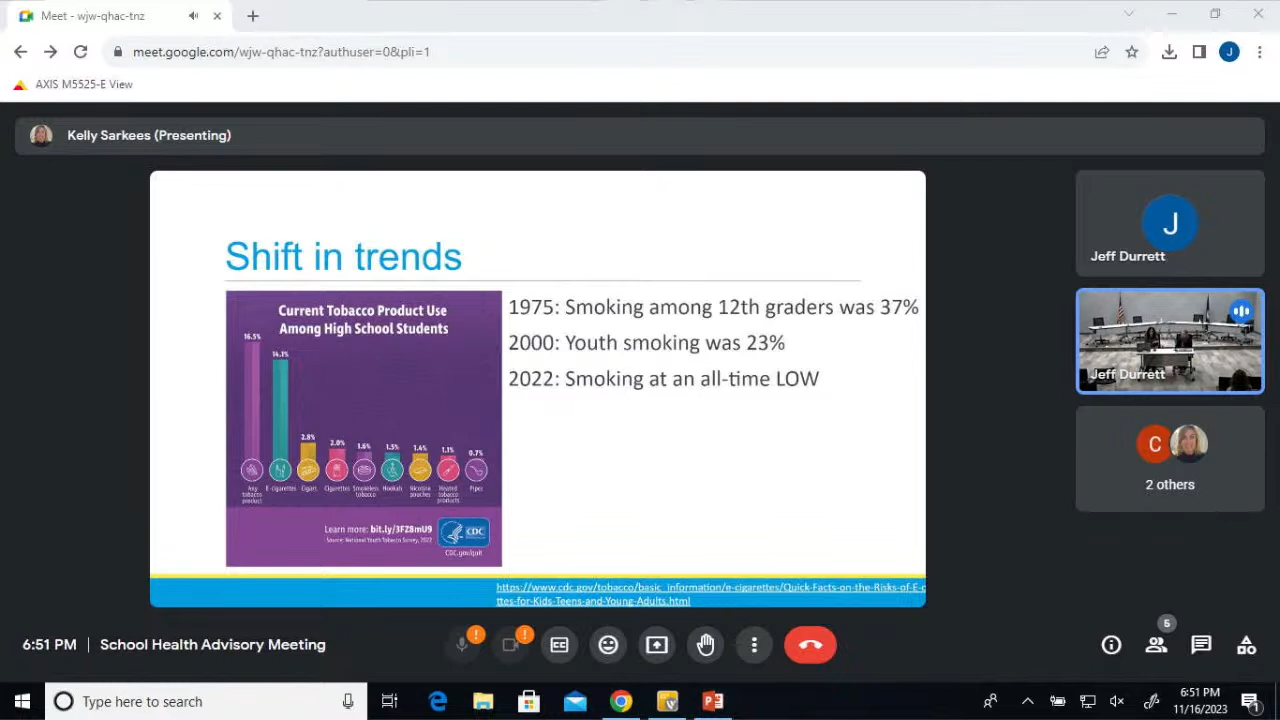 Meet - wjw-qhac-tnz
meet.google.com/wjw-qhac-tnz?authuser=0&pli=1
J
AXIS M5525-E View
Kelly Sarkees (Presenting)
Shift in trends
Current Tobacco Product Use
Among High School Students
16.5%
14.1%
2.8%
2.0%
1.6%
1.5%
1.4%
1.1%
0.7%
Any tobacco product
E-cigarettes
Cigars
Cigarettes
Smokeless tobacco
Hookahs
Nicotine pouches
Heated tobacco products
Pipes
Learn more: bit.ly/3FZ8mU9
Source: National Youth Tobacco Survey, 2022
CDC
CDC.gov/quit
1975: Smoking among 12th graders was 37%
2000: Youth smoking was 23%
2022: Smoking at an all-time LOW
https://www.cdc.gov/tobacco/basic_information/e-cigarettes/Quick-Facts-on-the-Risks-of-E-c
ttes-for-Kids-Teens-and-Young-Adults.html
J
Jeff Durrett
Jeff Durrett
C
2 others
6:51 PM | School Health Advisory Meeting
5
Type here to search
6:51 PM
11/16/2023
1